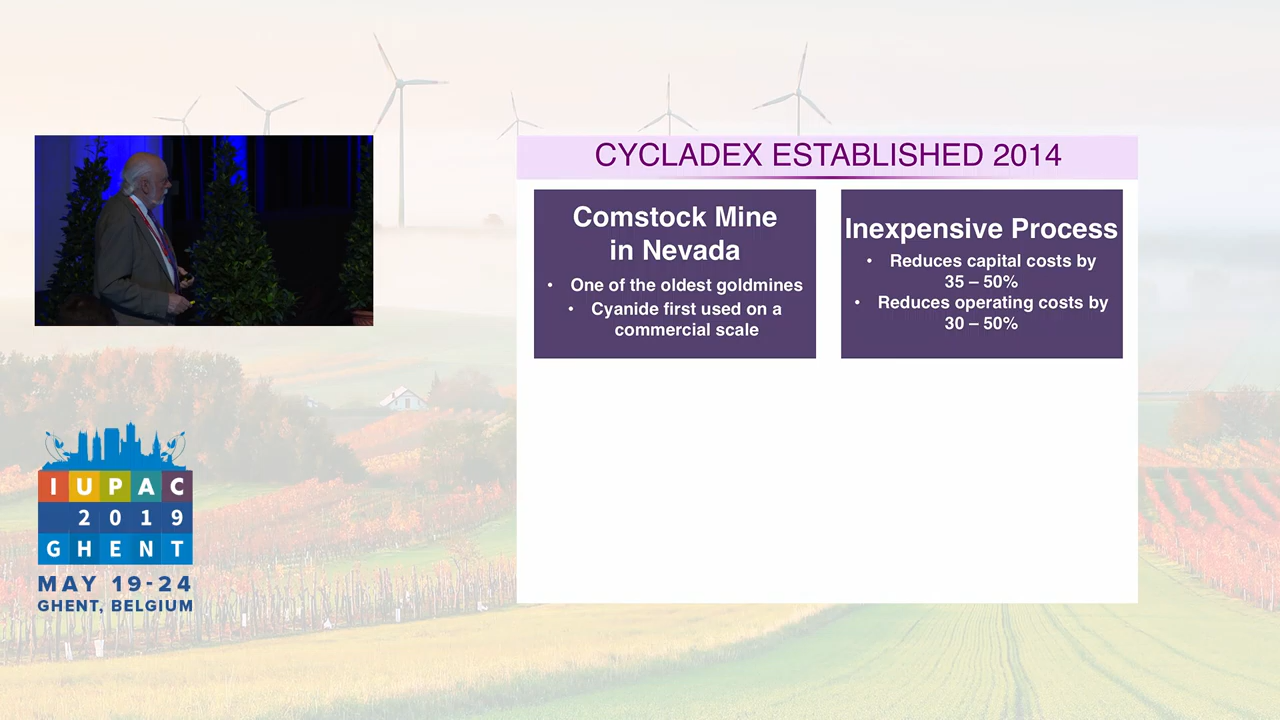 CYCLADEX ESTABLISHED 2014
Comstock Mine
in Nevada
• One of the oldest goldmines
• Cyanide first used on a
commercial scale
Inexpensive Process
• Reduces capital costs by
35 – 50%
• Reduces operating costs by
30 – 50%
IUPAC
2019
GHENT
MAY 19-24
GHENT, BELGIUM